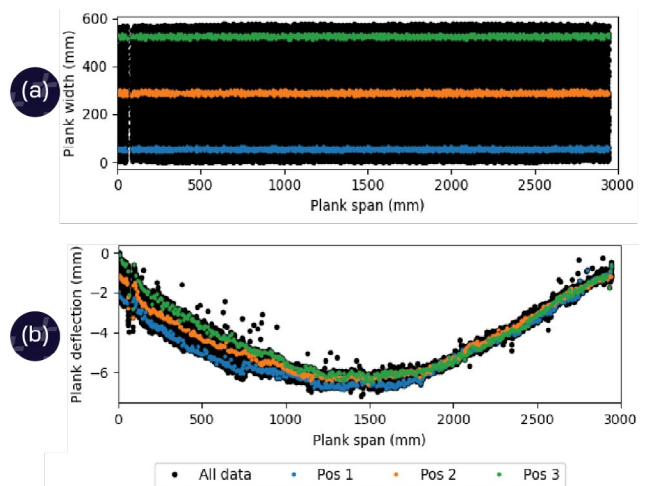 (a)
Plank width (mm)
600
400
200
0
0 500 1000 1500 2000 2500 3000
Plank span (mm)
(b)
Plank deflection (mm)
0
−2
−4
−6
0 500 1000 1500 2000 2500 3000
Plank span (mm)
All data Pos 1 Pos 2 Pos 3